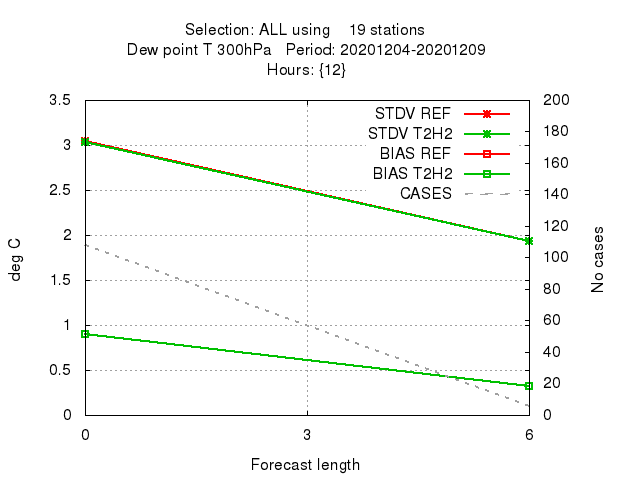 Selection: ALL using    19 stations
Dew point T 300hPa   Period: 20201204-20201209
Hours: {12}
STDV REF
STDV T2H2
BIAS REF
BIAS T2H2
CASES
deg C
3.5
3
2.5
2
1.5
1
0.5
0
No cases
200
180
160
140
120
100
80
60
40
20
0
0 3 6
Forecast length